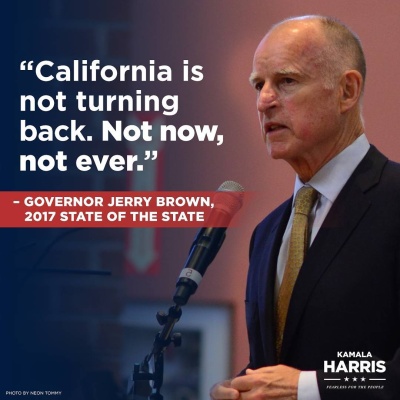 “California is
not turning
back. Not now,
not ever.”
– GOVERNOR JERRY BROWN,
2017 STATE OF THE STATE
KAMALA
HARRIS
FEARLESS FOR THE PEOPLE
PHOTO BY NEON TOMMY